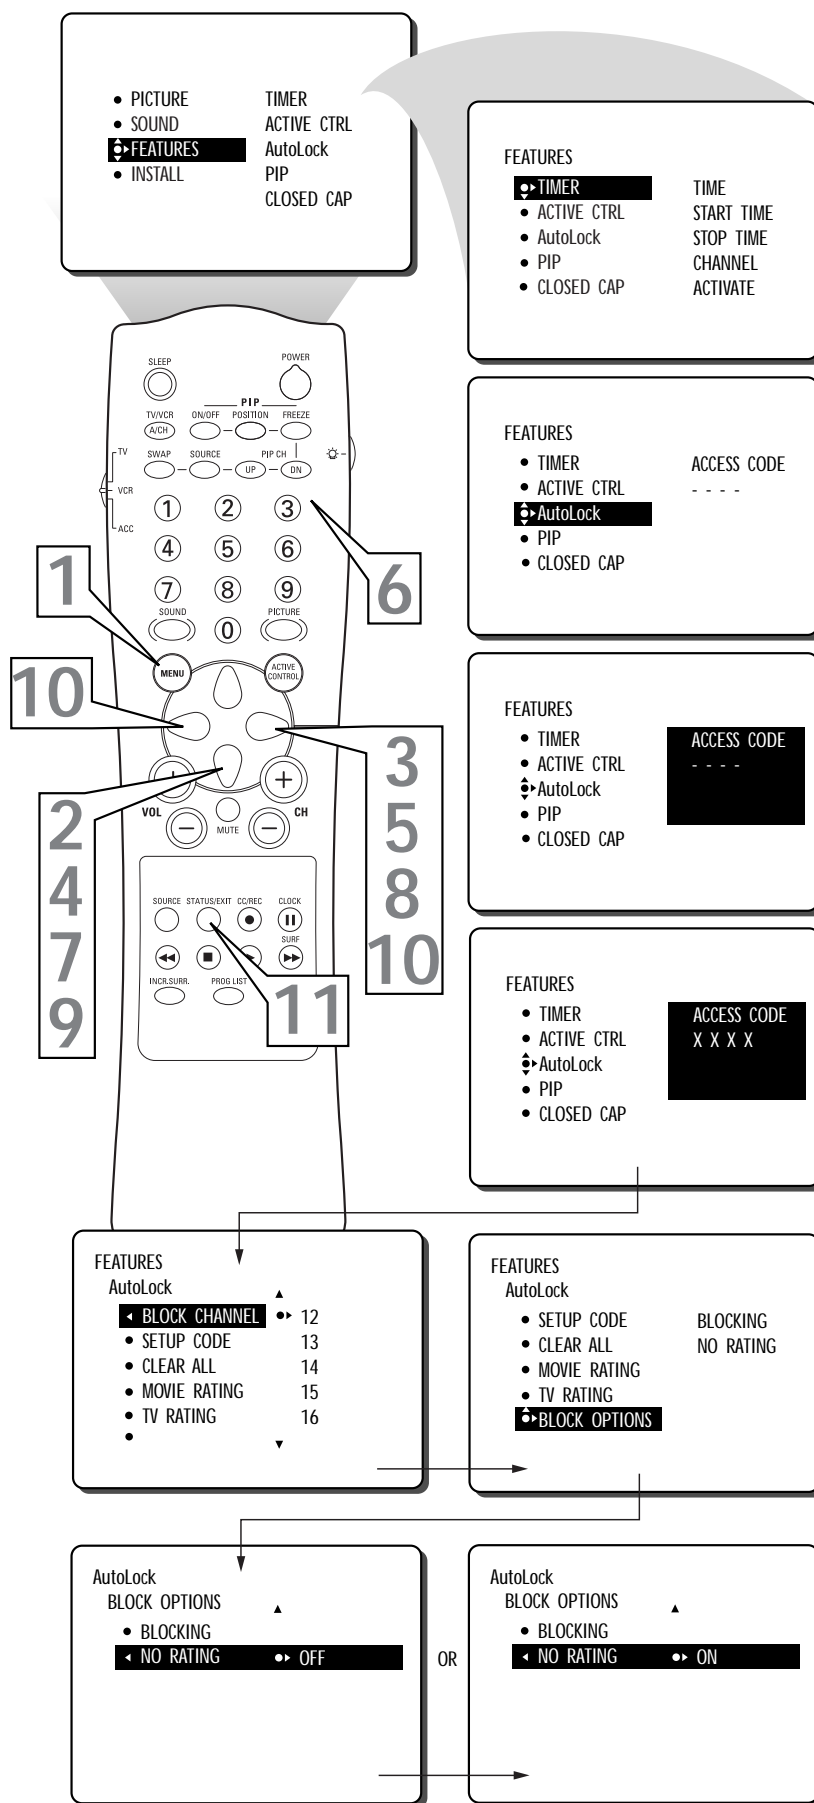 PICTURE TIMER
SOUND ACTIVE CTRL
FEATURES AutoLock
INSTALL PIP
CLOSED CAP
FEATURES
TIMER TIME
ACTIVE CTRL START TIME
AutoLock STOP TIME
PIP CHANNEL
CLOSED CAP ACTIVATE
FEATURES
TIMER ACCESS CODE
ACTIVE CTRL - - - -
AutoLock
PIP
CLOSED CAP
FEATURES
TIMER ACCESS CODE
ACTIVE CTRL - - - -
AutoLock
PIP
CLOSED CAP
FEATURES
TIMER ACCESS CODE
ACTIVE CTRL X X X X
AutoLock
PIP
CLOSED CAP
SLEEP POWER
PIP
TV/VCR ON/OFF POSITION FREEZE
A/CH
TV SWAP SOURCE PIP CH
UP DN
VCR
ACC
1 2 3
4 5 6
7 8 9
SOUND 0 PICTURE
MENU ACTIVE CONTROL
VOL MUTE CH
SOURCE STATUS/EXIT CC/REC CLOCK
SURF
INCR.SURR. PROG LIST
1
6
10
3
5
8
10
2
4
7
9
11
FEATURES
AutoLock
BLOCK CHANNEL 12
SETUP CODE 13
CLEAR ALL 14
MOVIE RATING 15
TV RATING 16
FEATURES
AutoLock
SETUP CODE BLOCKING
CLEAR ALL NO RATING
MOVIE RATING
TV RATING
BLOCK OPTIONS
AutoLock
BLOCK OPTIONS
BLOCKING
NO RATING OFF
OR
AutoLock
BLOCK OPTIONS
BLOCKING
NO RATING ON